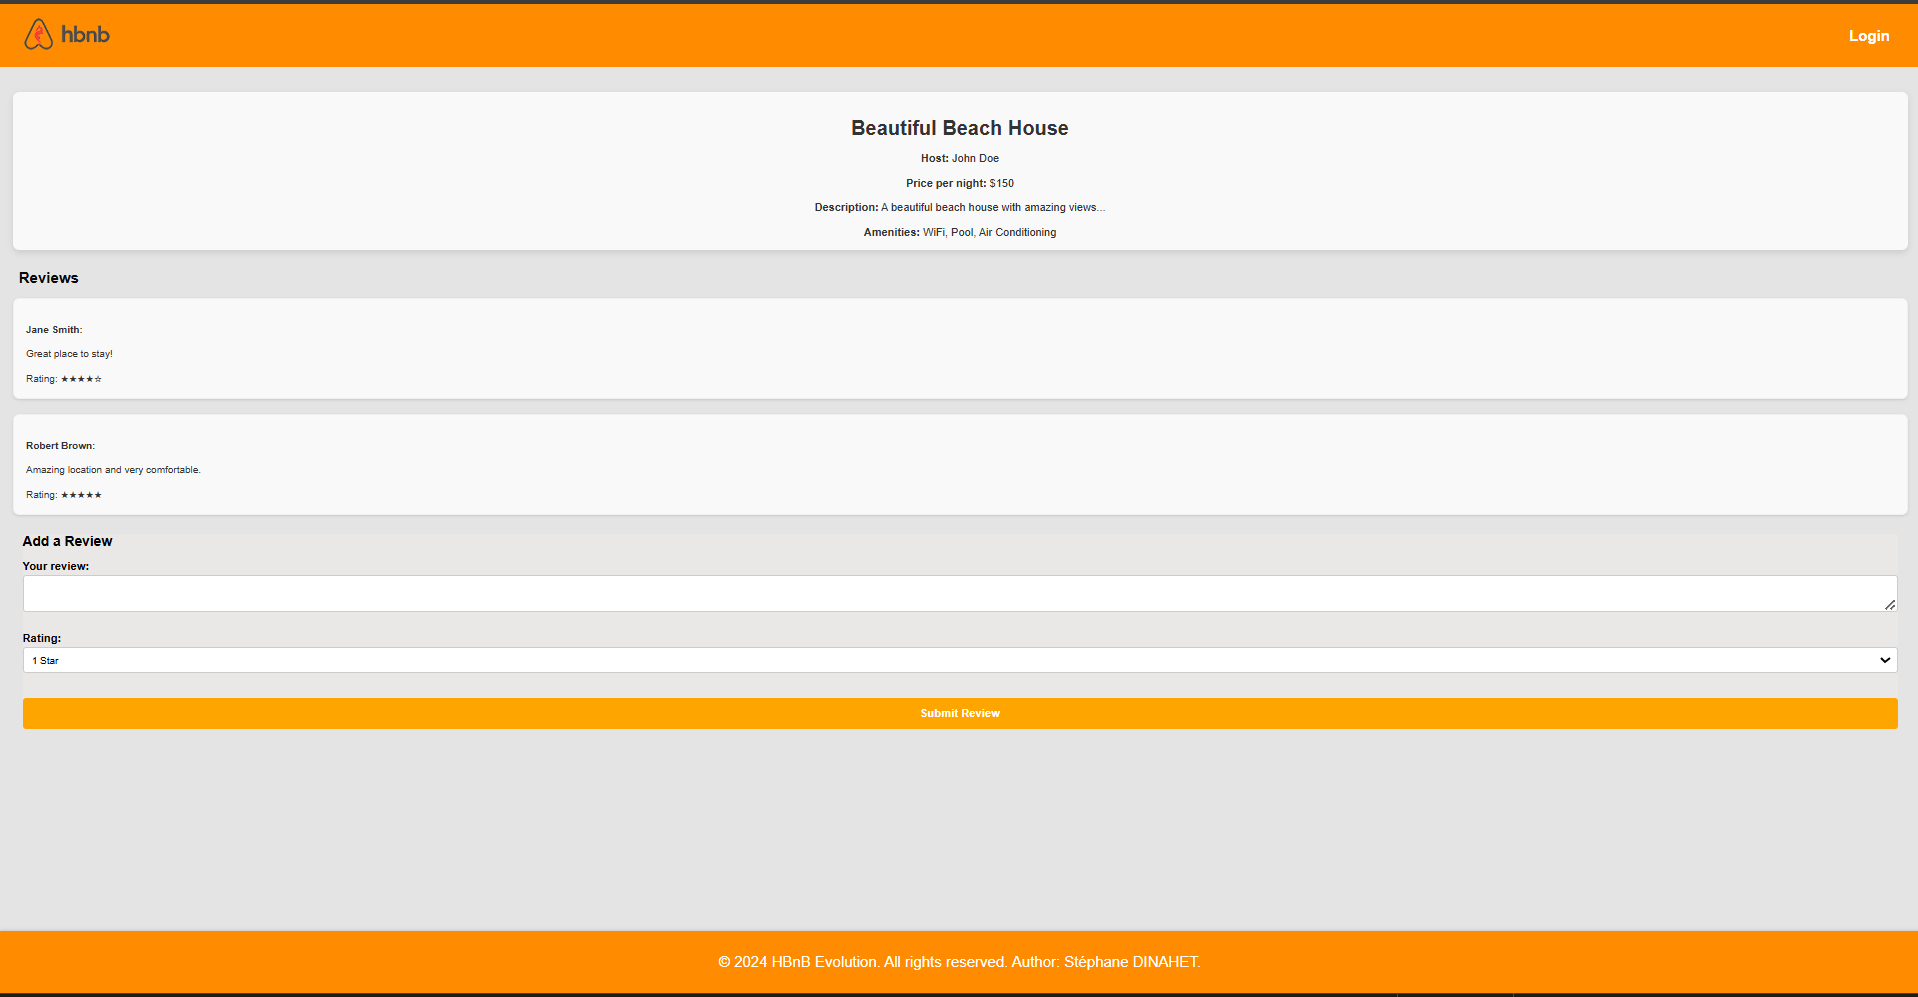 hbnb
Login
Beautiful Beach House
Host: John Doe
Price per night: $150
Description: A beautiful beach house with amazing views...
Amenities: WiFi, Pool, Air Conditioning
Reviews
Jane Smith:
Great place to stay!
Rating: ★★★★☆
Robert Brown:
Amazing location and very comfortable.
Rating: ★★★★★
Add a Review
Your review:
Rating:
1 Star
Submit Review
© 2024 HBnB Evolution. All rights reserved. Author: Stéphane DINAHET.